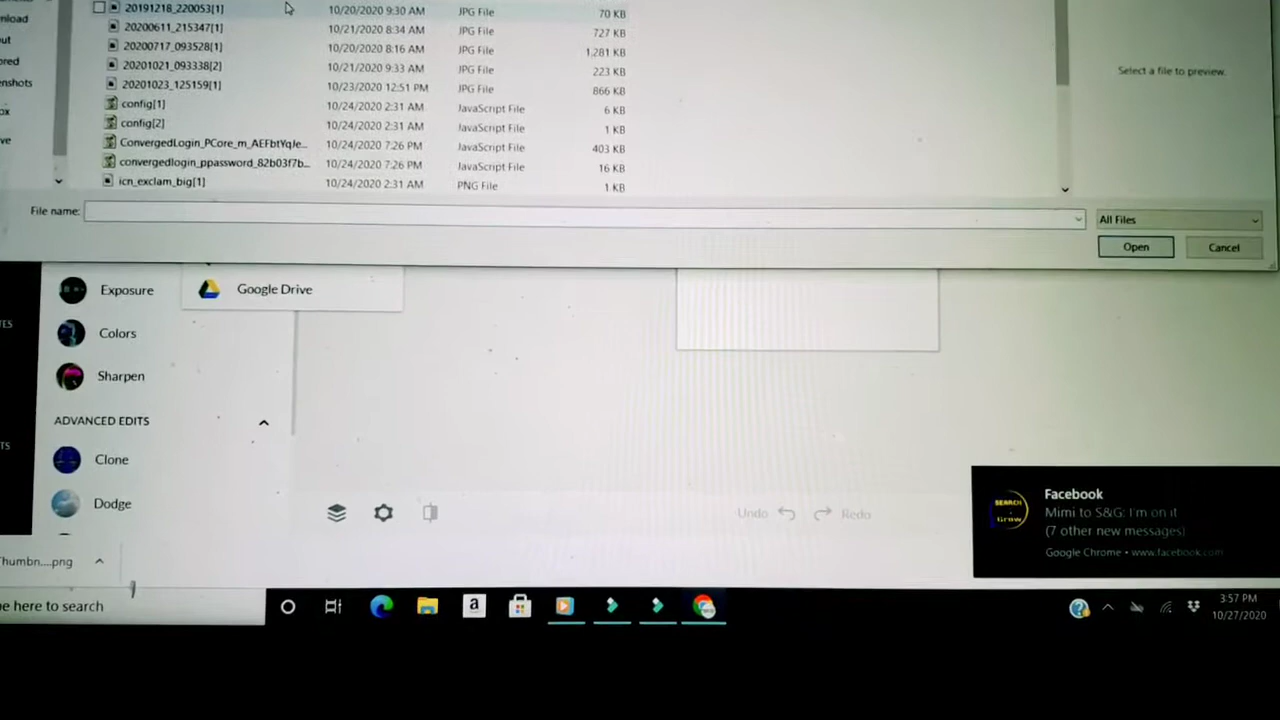 nload
20191218_220053[1] 10/20/2020 9:30 AM JPG File 70 KB
20200611_215347[1] 10/21/2020 8:34 AM JPG File 727 KB
20200717_093528[1] 10/20/2020 8:16 AM JPG File 1,281 KB
20201021_093338[2] 10/21/2020 9:33 AM JPG File 223 KB
nshots
20201023_125159[1] 10/23/2020 12:51 PM JPG File 866 KB
config[1] 10/24/2020 2:31 AM JavaScript File 6 KB
config[2] 10/24/2020 2:31 AM JavaScript File 1 KB
ConvergedLogin_PCore_m_AEFbtYqJe... 10/24/2020 7:26 PM JavaScript File 403 KB
convergedlogin_ppassword_82b03f7b... 10/24/2020 7:26 PM JavaScript File 16 KB
icn_exclam_big[1] 10/24/2020 2:31 AM PNG File 1 KB
Select a file to preview.
File name:
All Files
Open Cancel
Exposure
Google Drive
Colors
Sharpen
ADVANCED EDITS
Clone
Dodge
Undo Redo
SEARCH
+
Grow
Facebook
Mimi to S&G: I'm on it
(7 other new messages)
Google Chrome • www.facebook.com
Thumbn....png
e here to search
a
3:57 PM
10/27/2020